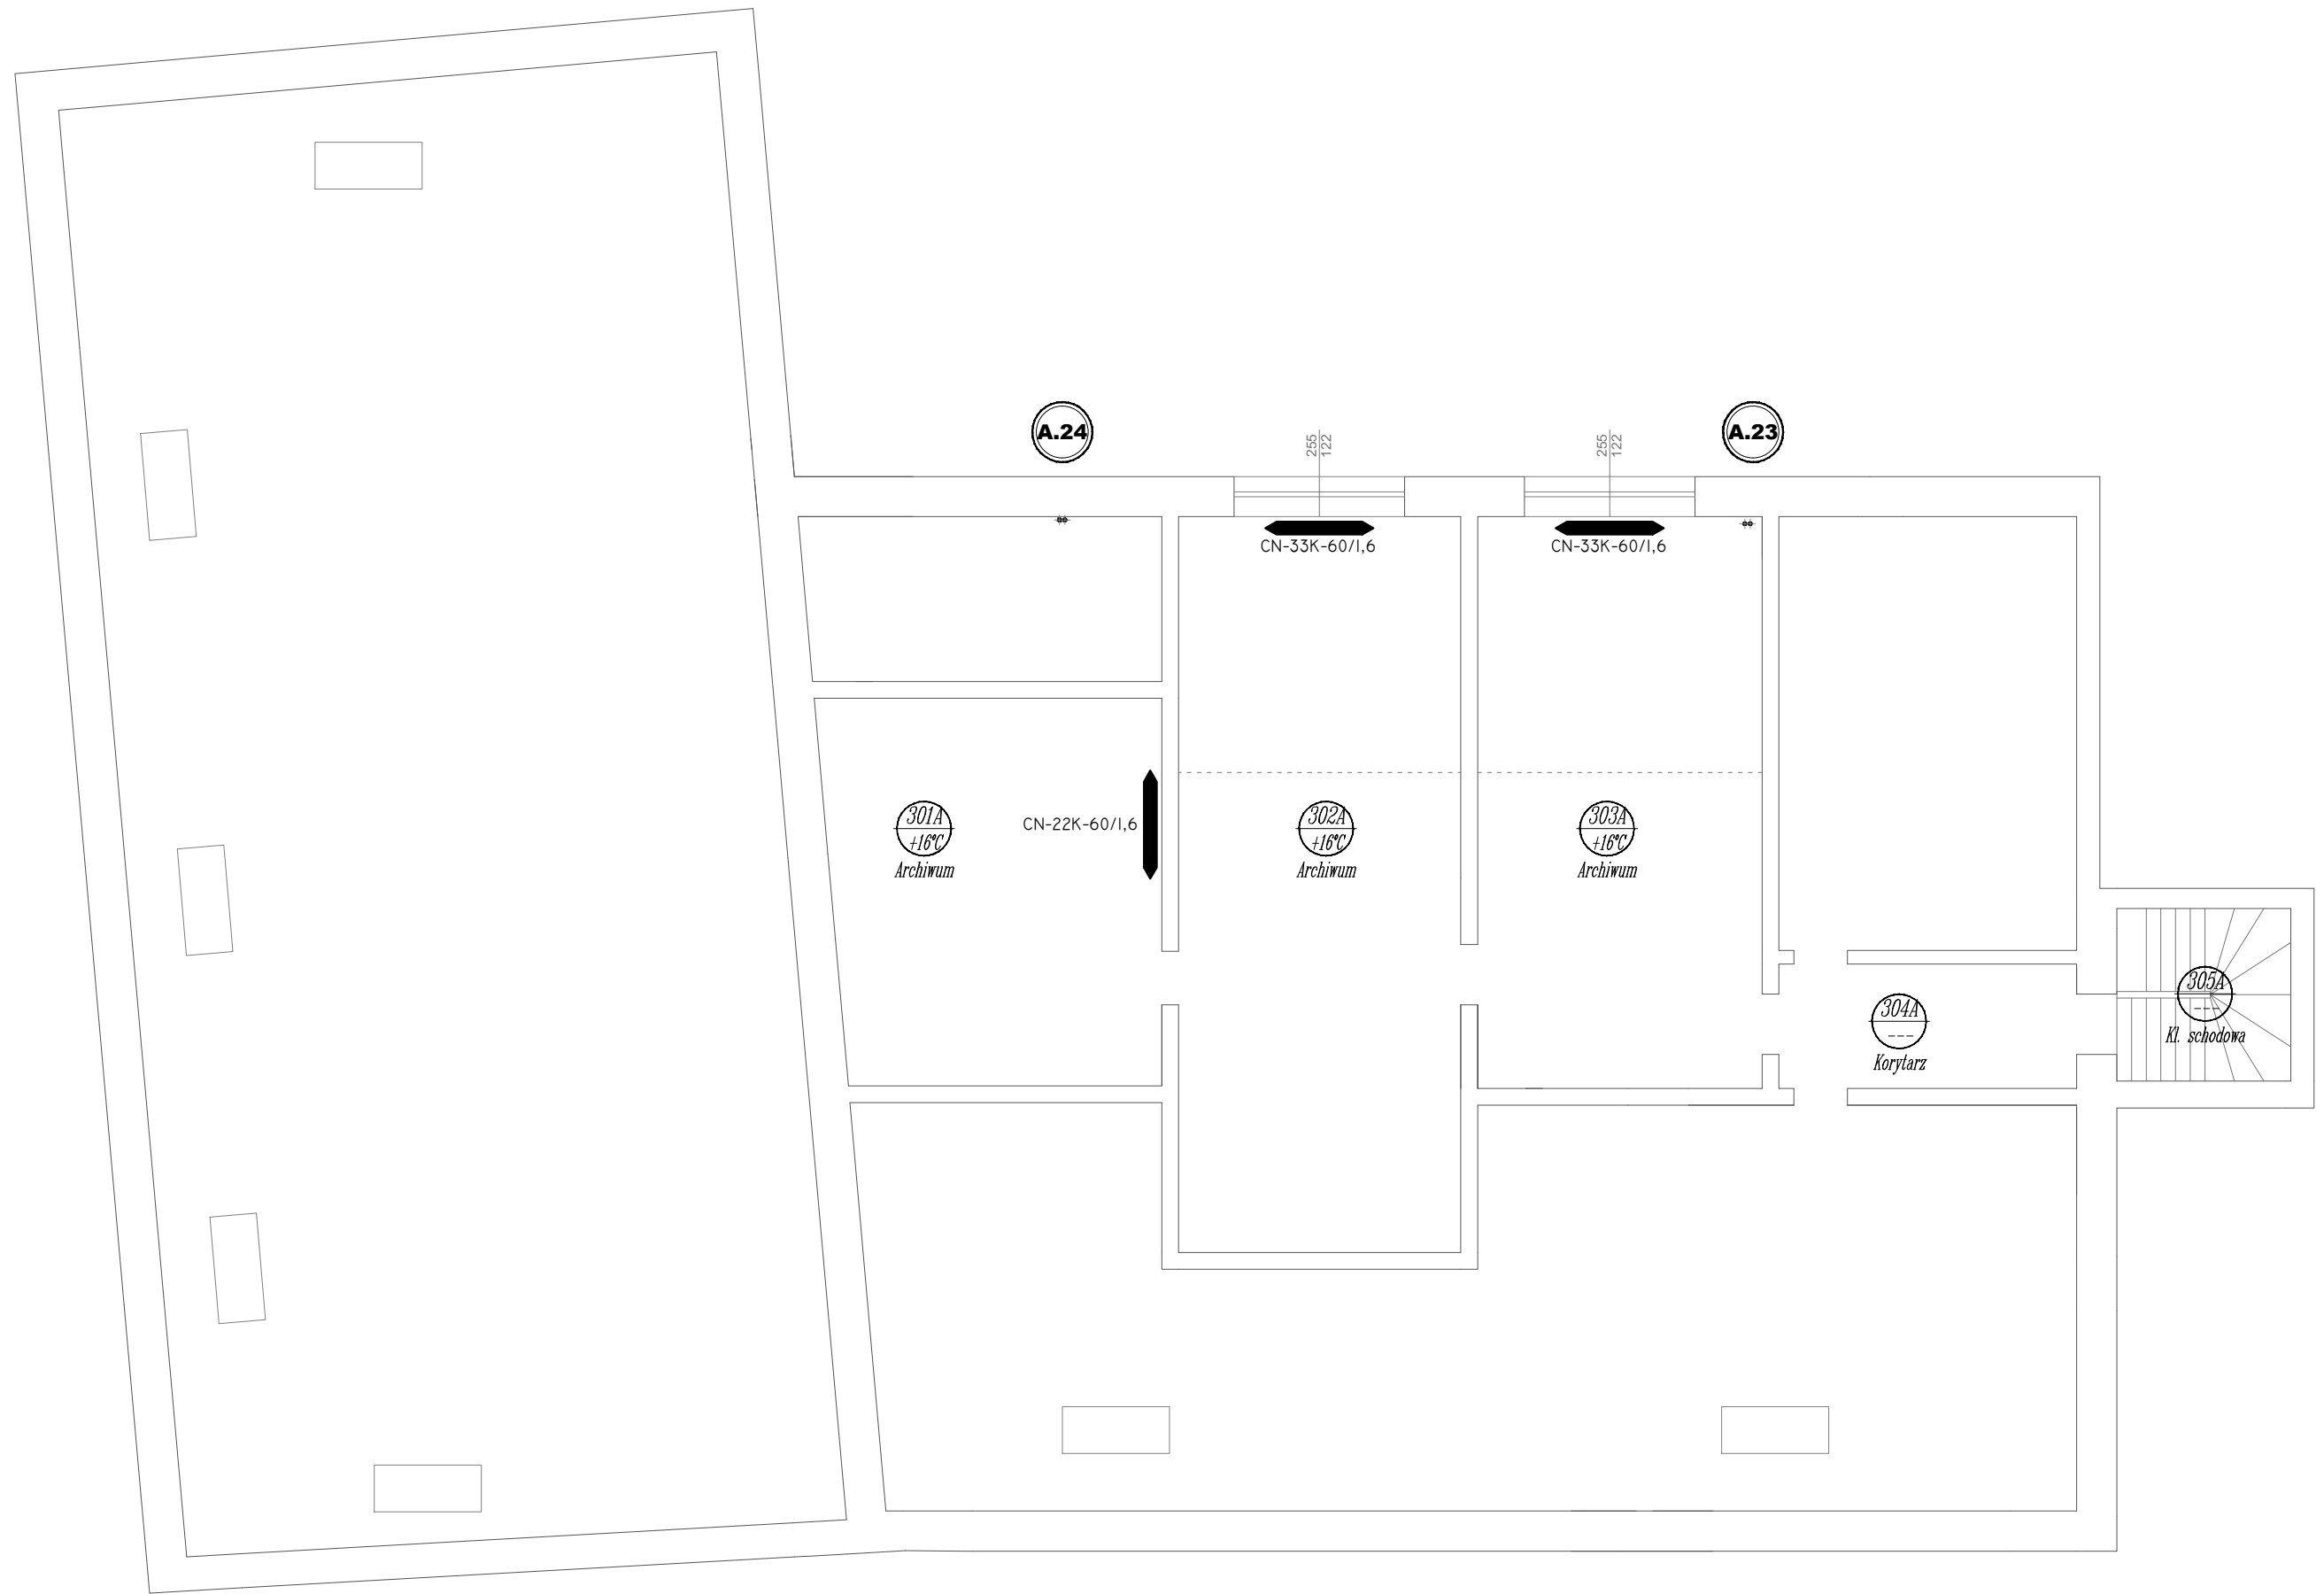 A.24
A.23
255
122
255
122
CN-33K-60/1,6
CN-33K-60/1,6
301A
+16°C
Archiwum
CN-22K-60/1,6
302A
+16°C
Archiwum
303A
+16°C
Archiwum
304A
---
Korytarz
305A
---
Kl. schodowa